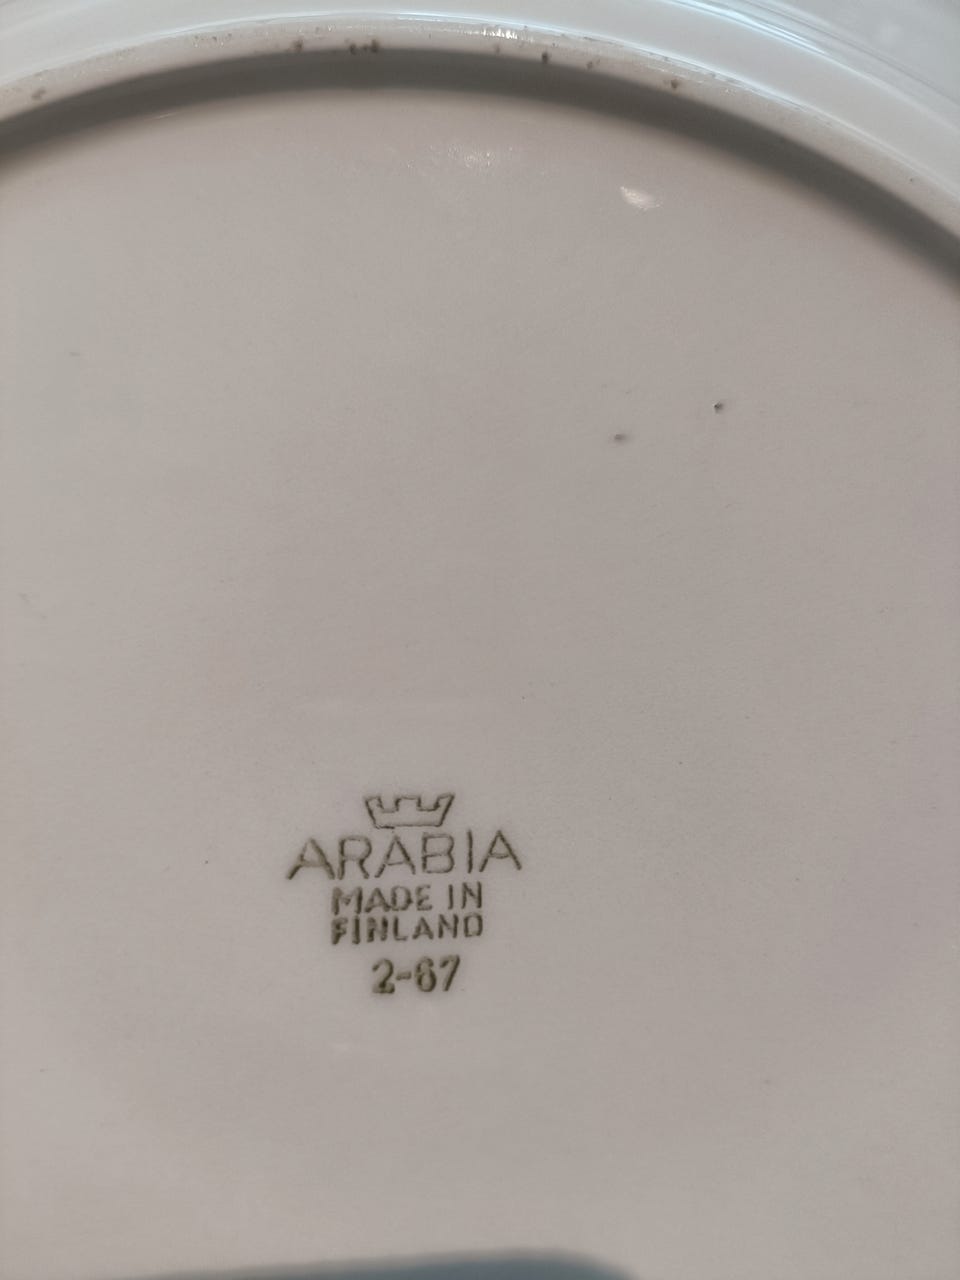 ARABIA
MADE IN
FINLAND
2-67